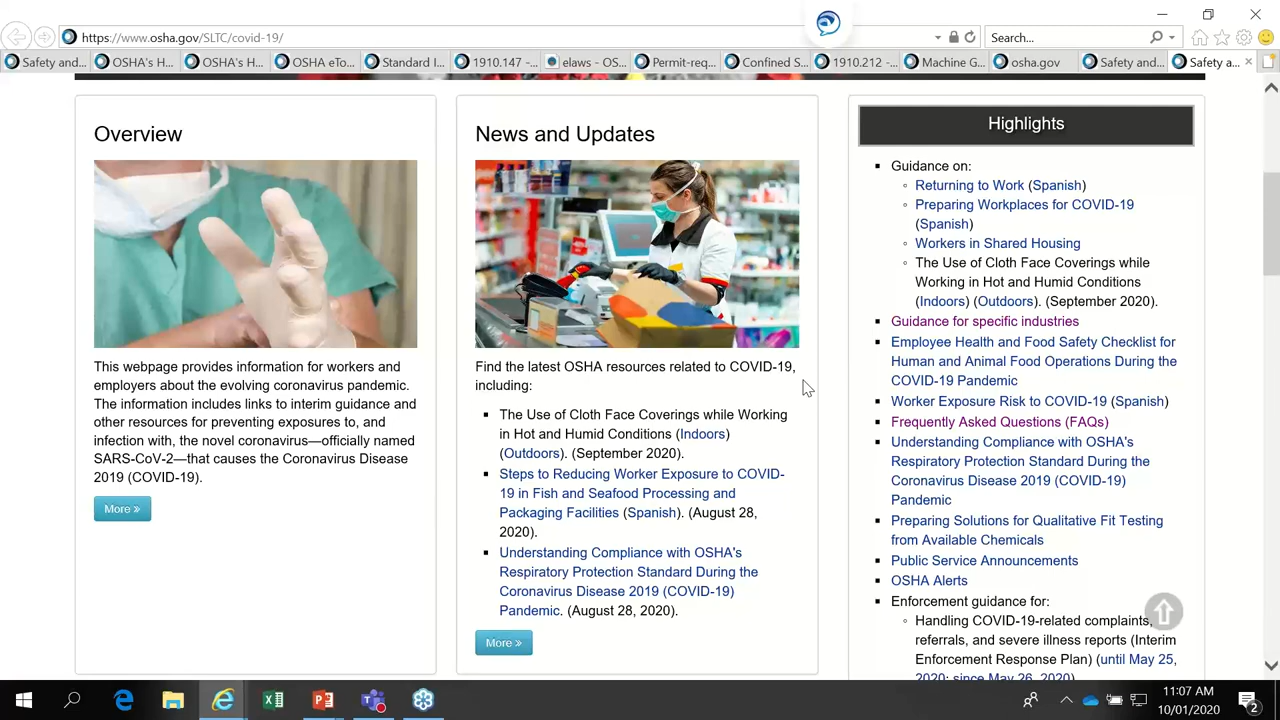 https://www.osha.gov/SLTC/covid-19/
Search...
Safety and...
OSHA's H...
OSHA's H...
OSHA eTo...
Standard I...
1910.147 -...
elaws - OS...
Permit-req...
Confined S...
1910.212 -...
Machine G...
osha.gov
Safety and...
Safety a...
Overview
This webpage provides information for workers and
employers about the evolving coronavirus pandemic.
The information includes links to interim guidance and
other resources for preventing exposures to, and
infection with, the novel coronavirus—officially named
SARS-CoV-2—that causes the Coronavirus Disease
2019 (COVID-19).
More »
News and Updates
Find the latest OSHA resources related to COVID-19,
including:
The Use of Cloth Face Coverings while Working
in Hot and Humid Conditions (Indoors)
(Outdoors). (September 2020).
Steps to Reducing Worker Exposure to COVID-
19 in Fish and Seafood Processing and
Packaging Facilities (Spanish). (August 28,
2020).
Understanding Compliance with OSHA's
Respiratory Protection Standard During the
Coronavirus Disease 2019 (COVID-19)
Pandemic. (August 28, 2020).
More »
Highlights
Guidance on:
Returning to Work (Spanish)
Preparing Workplaces for COVID-19
(Spanish)
Workers in Shared Housing
The Use of Cloth Face Coverings while
Working in Hot and Humid Conditions
(Indoors) (Outdoors). (September 2020).
Guidance for specific industries
Employee Health and Food Safety Checklist for
Human and Animal Food Operations During the
COVID-19 Pandemic
Worker Exposure Risk to COVID-19 (Spanish)
Frequently Asked Questions (FAQs)
Understanding Compliance with OSHA's
Respiratory Protection Standard During the
Coronavirus Disease 2019 (COVID-19)
Pandemic
Preparing Solutions for Qualitative Fit Testing
from Available Chemicals
Public Service Announcements
OSHA Alerts
Enforcement guidance for:
Handling COVID-19-related complaints,
referrals, and severe illness reports (Interim
Enforcement Response Plan) (until May 25,
2020; since May 26, 2020)
11:07 AM
10/01/2020
2